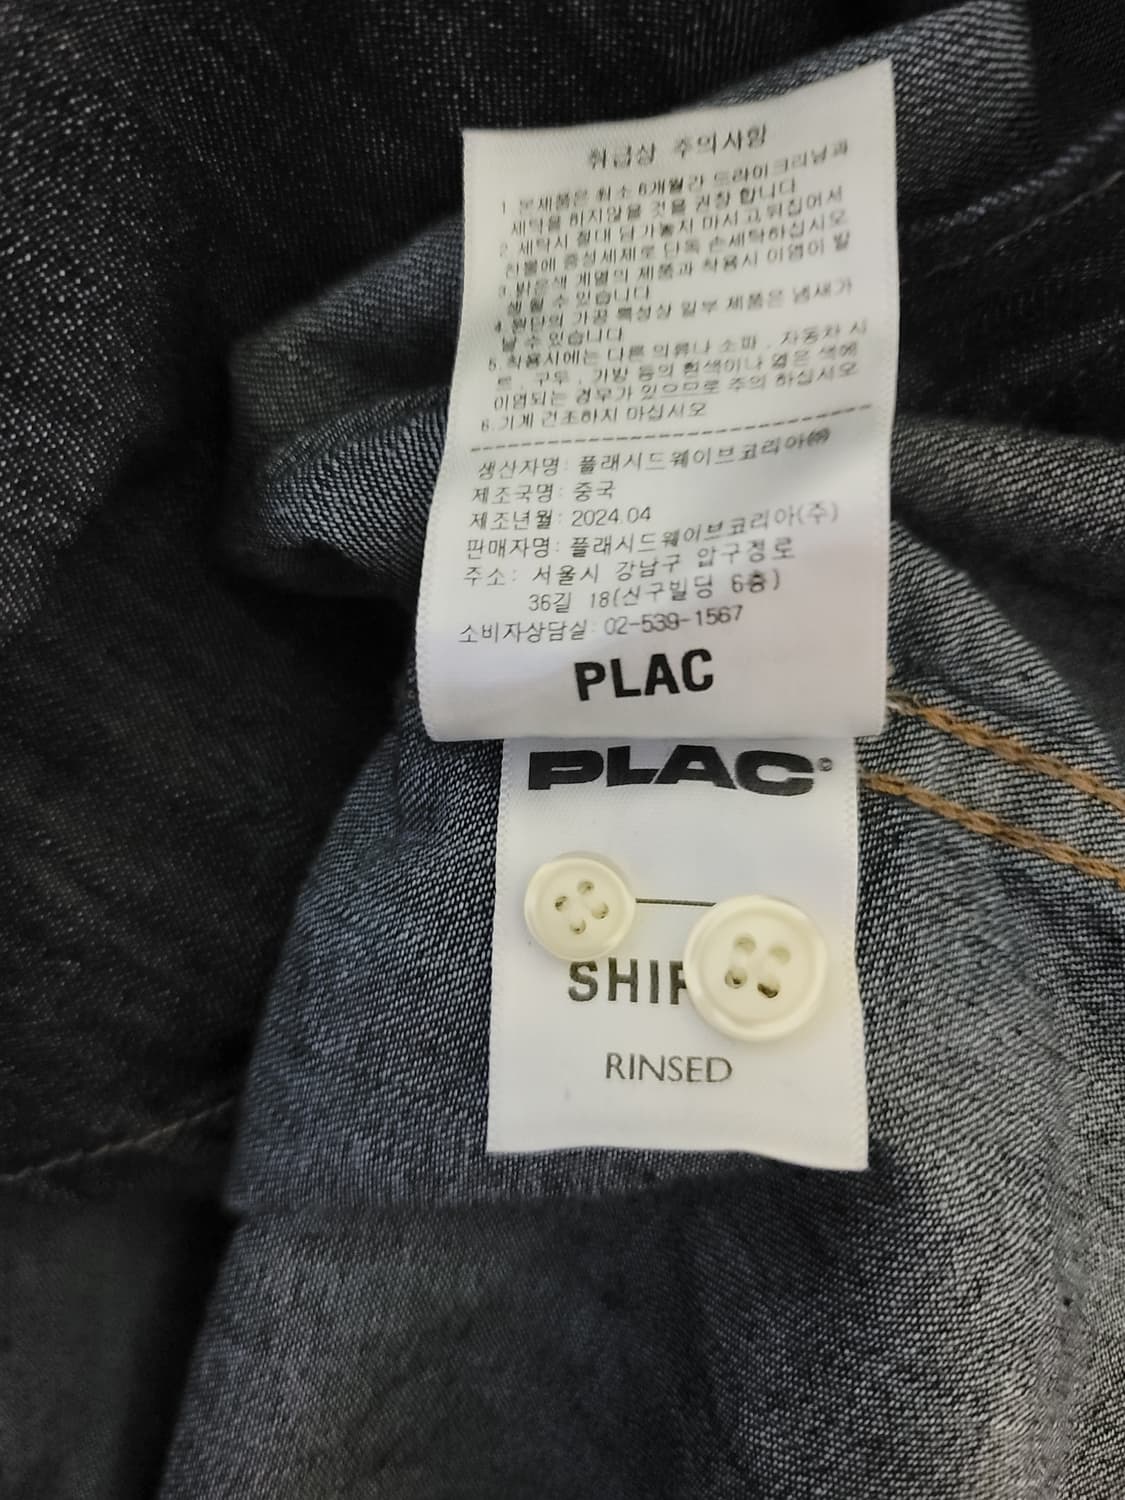 취급상 주의사항
1. 본제품은 최소 6개월간 드라이크리닝과
세탁을 하지않을 것을 권장 합니다
2. 세탁시 절대 담가놓지 마시고,뒤집어서
찬물에 중성세제로 단독 손세탁하십시오
3.밝은색 계열의 제품과 착용시 이염이 발
생 될 수 있습니다
4.원단의 가공 특성상 일부 제품은 냄새가
날 수 있습니다
5.착용시에는 다른 의류나 소파 , 자동차 시
트 , 구두 , 가방 등의 흰색이나 옅은 색에
이염되는 경우가 있으므로 주의 하십시오
6.기계 건조하지 마십시오
생산자명: 플래시드웨이브코리아㈜
제조국명: 중국
제조년월: 2024.04
판매자명: 플래시드웨이브코리아(주)
주소: 서울시 강남구 압구정로
36길 18(신구빌딩 6층)
소비자상담실: 02-539-1567
PLAC
PLAC©
SHIR
RINSED